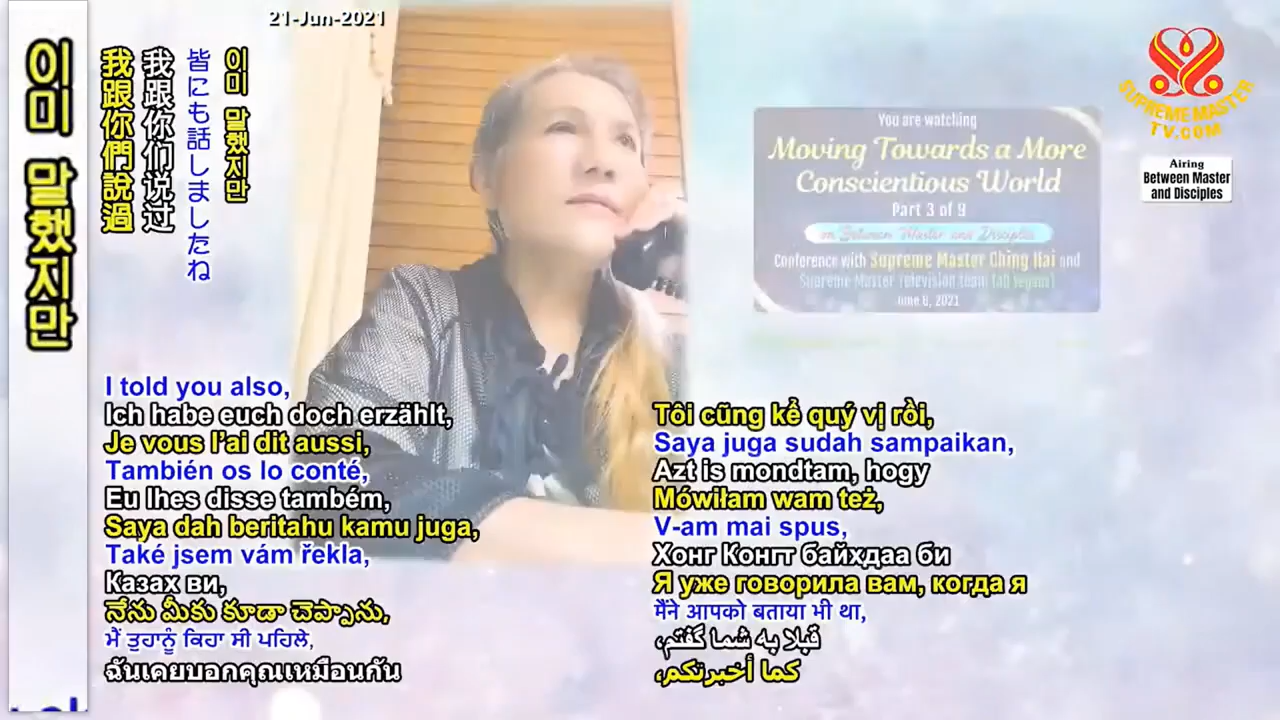 21-Jun-2021
이미 말했지만
我跟你們說過
我跟你们说过
皆にも話しましたね
이미 말했지만
You are watching
Moving Towards a More
Conscientious World
Part 3 of 9
on Between Master and Disciples
Conference with Supreme Master Ching Hai and
Supreme Master Television team (all vegans)
June 6, 2021
SUPREME MASTER
TV.COM
Airing
Between Master
and Disciples
I told you also,
Ich habe euch doch erzählt,
Je vous l'ai dit aussi,
También os lo conté,
Eu lhes disse também,
Saya dah beritahu kamu juga,
Také jsem vám řekla,
Казах ви,
నేను మీకు కూడా చెప్పాను,
ਮੈਂ ਤੁਹਾਨੂੰ ਕਿਹਾ ਸੀ ਪਹਿਲੇ,
ฉันเคยบอกคุณเหมือนกัน
Tôi cũng kể quý vị rồi,
Saya juga sudah sampaikan,
Azt is mondtam, hogy
Mówiłam wam też,
V-am mai spus,
Хонг Конгт байхдаа би
Я уже говорила вам, когда я
मैंने आपको बताया भी था,
قبلا به شما گفتم،
كما أخبرتكم،